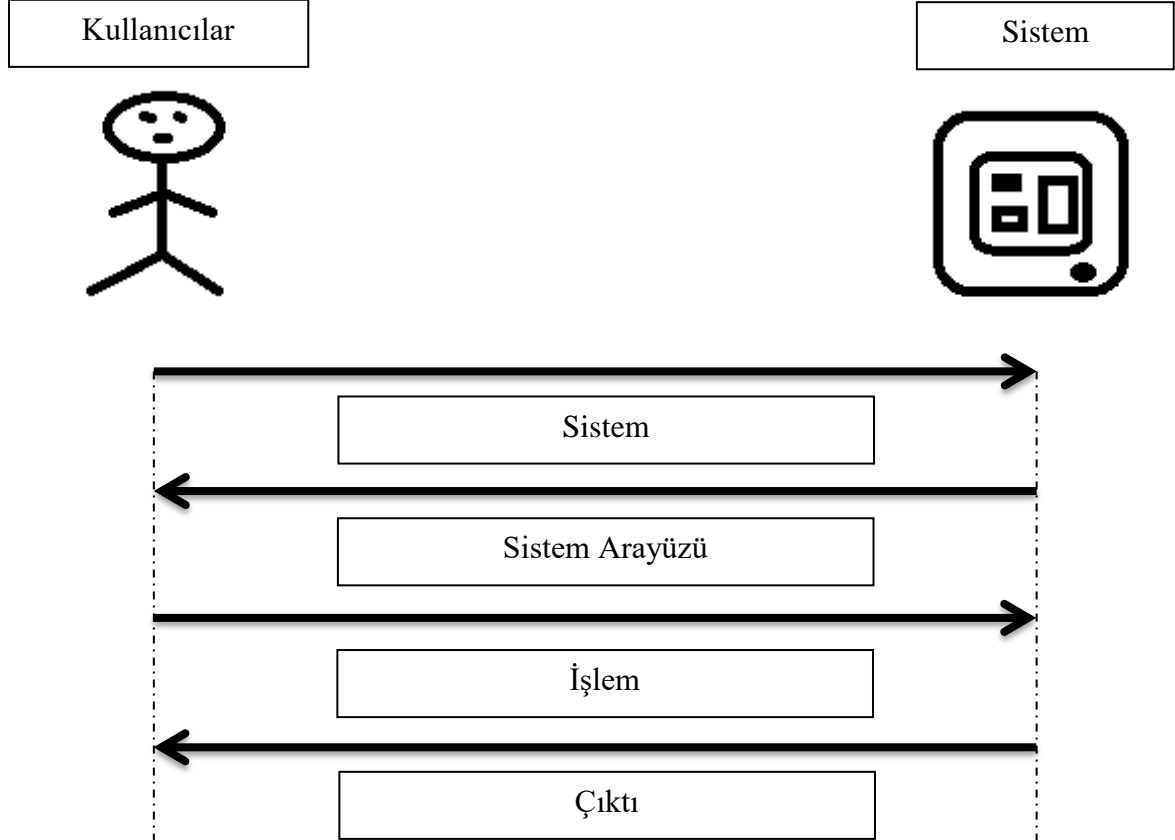 Kullanıcılar
Sistem
Sistem
Sistem Arayüzü
İşlem
Çıktı